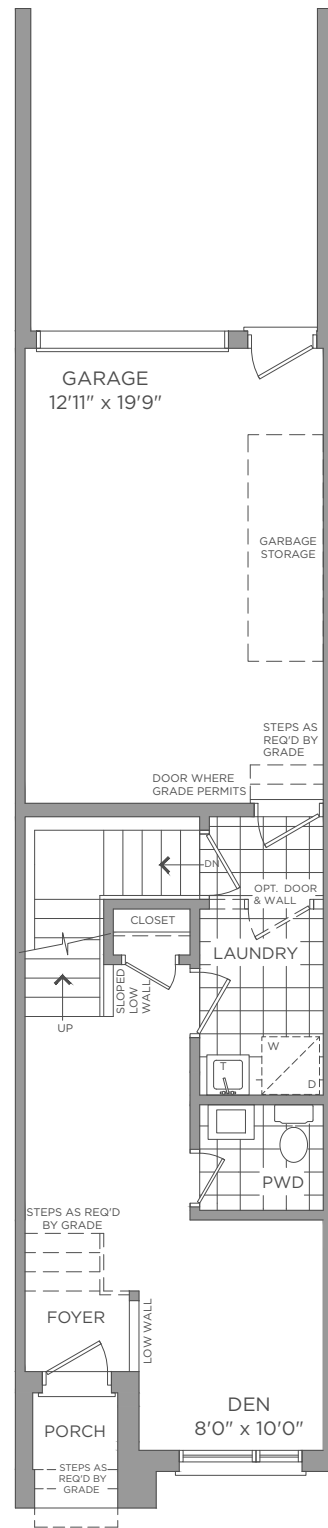 GARAGE
12'11" x 19'9"
GARBAGE
STORAGE
STEPS AS
REQ'D BY
GRADE
DOOR WHERE
GRADE PERMITS
DN
OPT. DOOR
& WALL
CLOSET
LAUNDRY
SLOPED
LOW
WALL
UP
W
T
D
PWD
STEPS AS REQ'D
BY GRADE
FOYER
LOW WALL
DEN
8'0" x 10'0"
PORCH
STEPS AS
REQ'D BY
GRADE